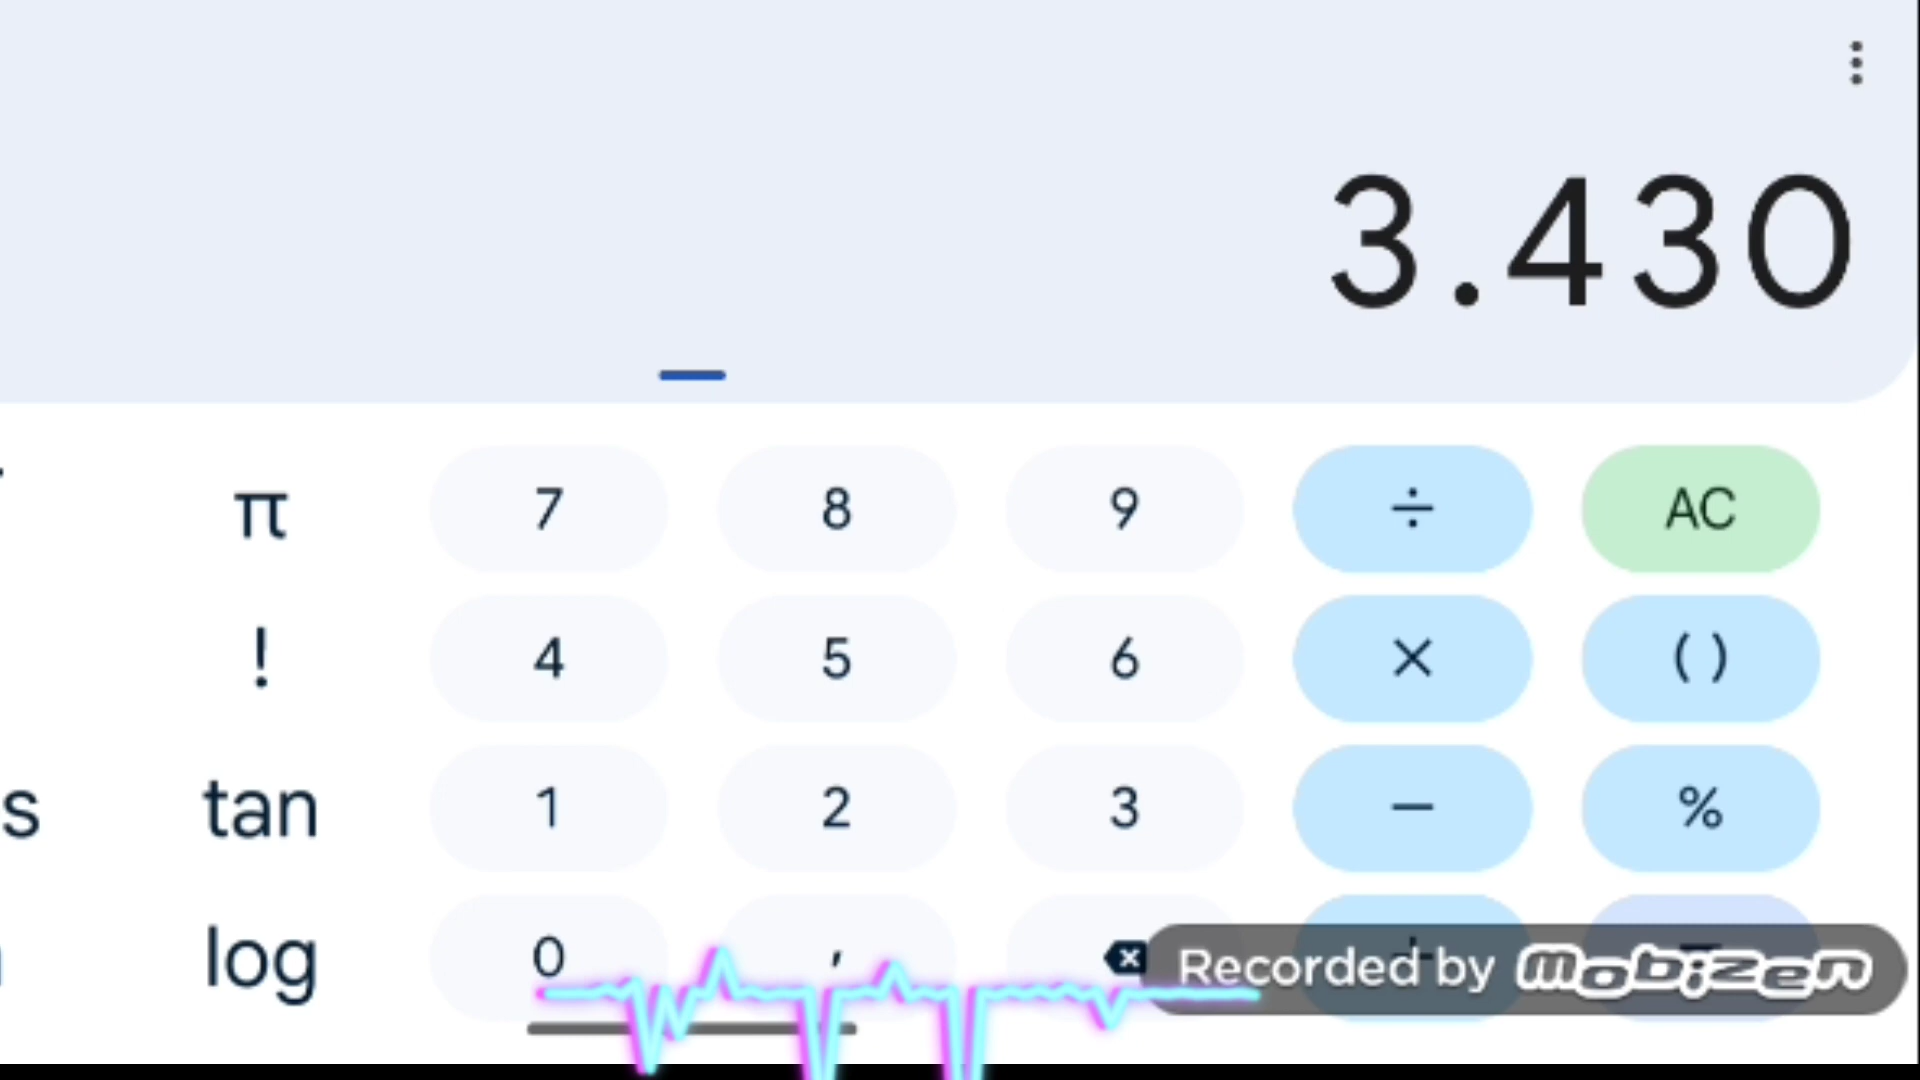 3.430
π 7 8 9 ÷ AC
! 4 5 6 × ()
s tan 1 2 3 − %
log 0 ,
Recorded by mobizen